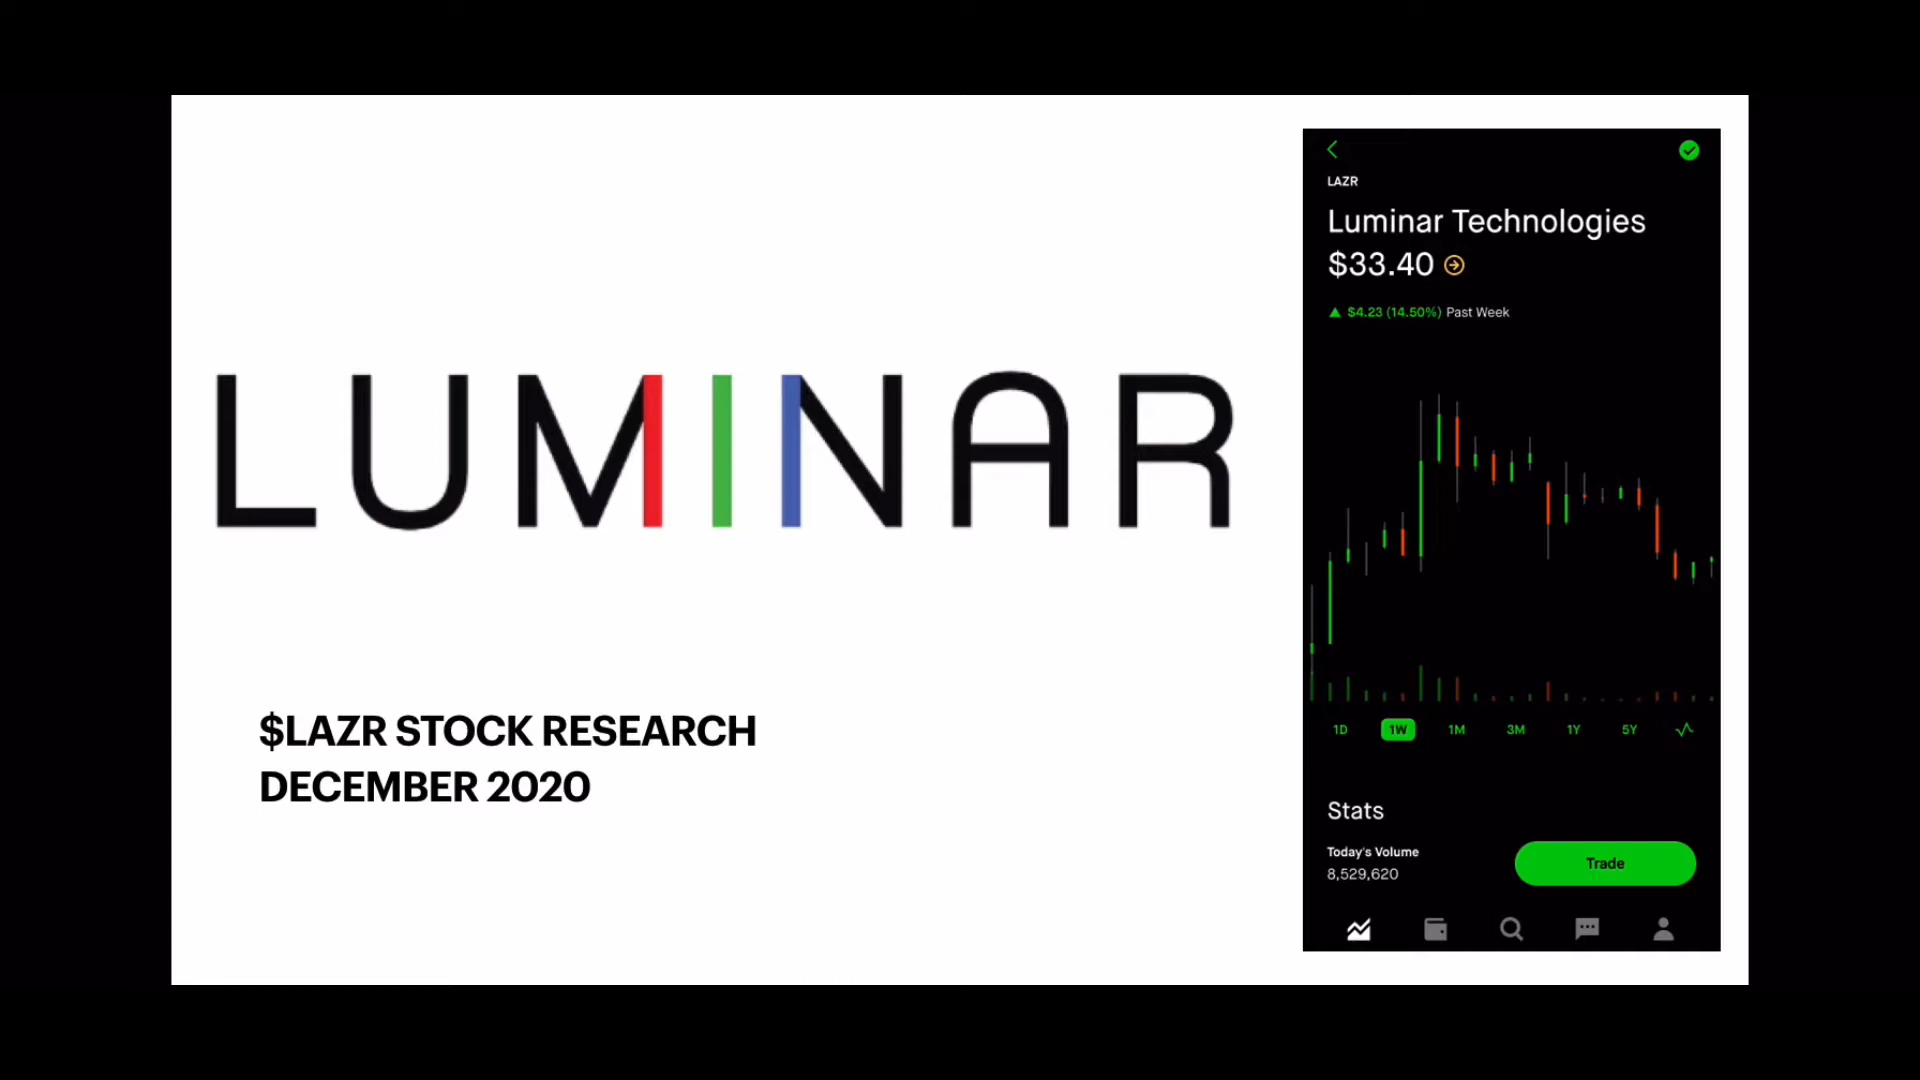 LUMINAR
$LAZR STOCK RESEARCH
DECEMBER 2020
LAZR
Luminar Technologies
$33.40
$4.23 (14.50%) Past Week
1D 1W 1M 3M 1Y 5Y
Stats
Today's Volume
8,529,620
Trade